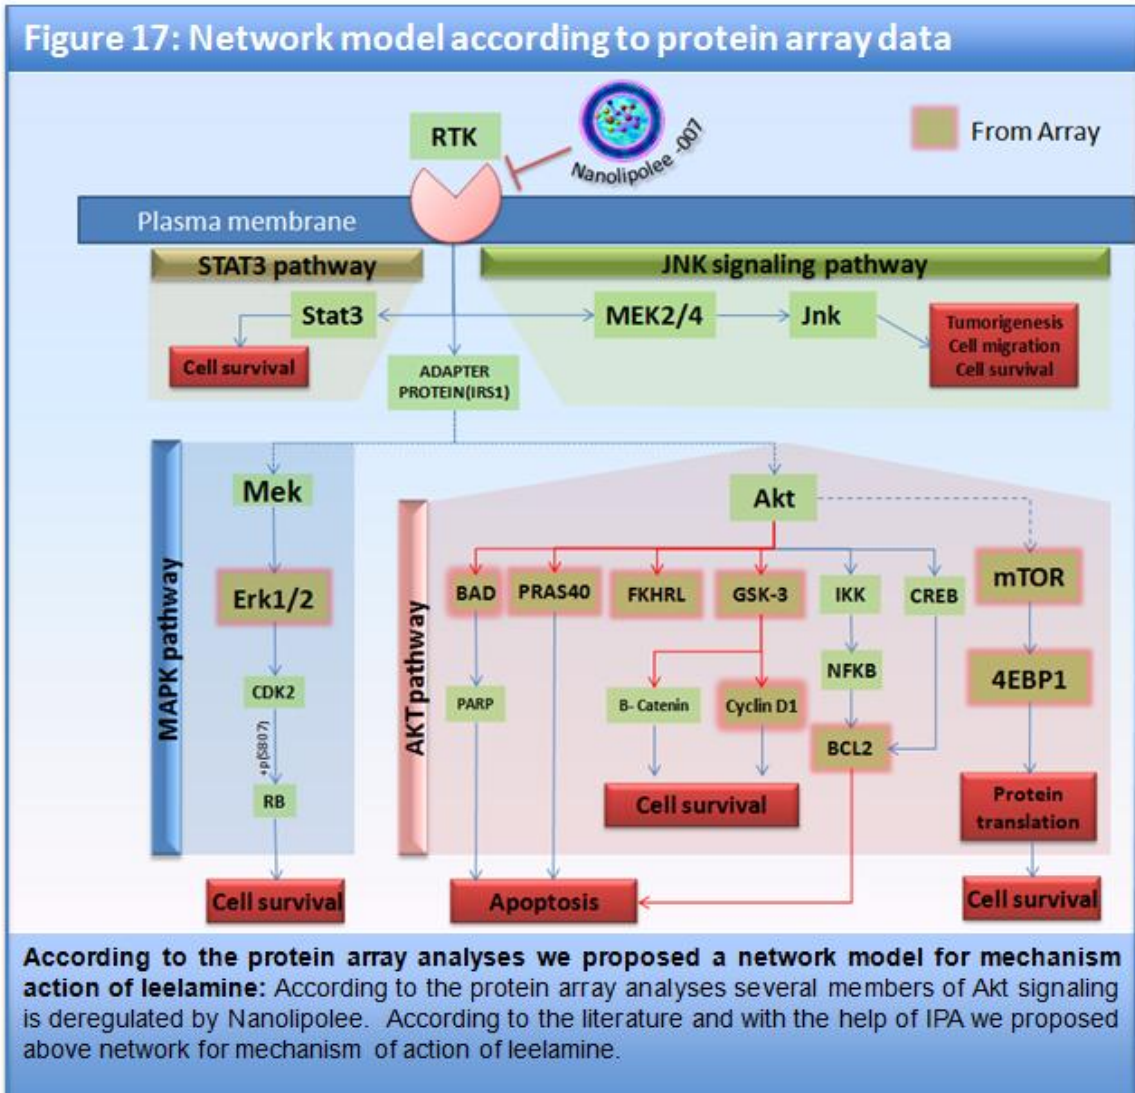 Figure 17: Network model according to protein array data
RTK
Nanolipolee -007
From Array
Plasma membrane
STAT3 pathway
JNK signaling pathway
Stat3
MEK2/4
Jnk
Tumorigenesis
Cell migration
Cell survival
Cell survival
ADAPTER
PROTEIN(IRS1)
MAPK pathway
Mek
Erk1/2
CDK2
+p(S807)
RB
Cell survival
AKT pathway
Akt
BAD
PRAS40
FKHRL
GSK-3
IKK
CREB
mTOR
PARP
B- Catenin
Cyclin D1
NFKB
BCL2
4EBP1
Cell survival
Protein
translation
Apoptosis
Cell survival
According to the protein array analyses we proposed a network model for mechanism
action of leelamine: According to the protein array analyses several members of Akt signaling
is deregulated by Nanolipolee. According to the literature and with the help of IPA we proposed
above network for mechanism of action of leelamine.